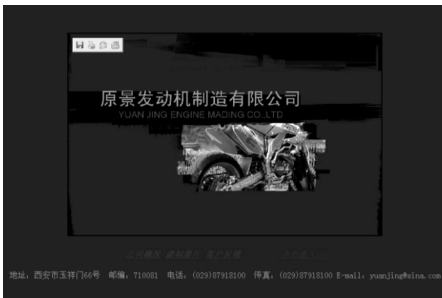 原景发动机制造有限公司
YUAN JING ENGINE MADING CO.,LTD
地址：西安市玉祥门66号 邮编：710081 电话：(029)87918100 传真：(029)87918100 E-mail：yuanjing@sina.com